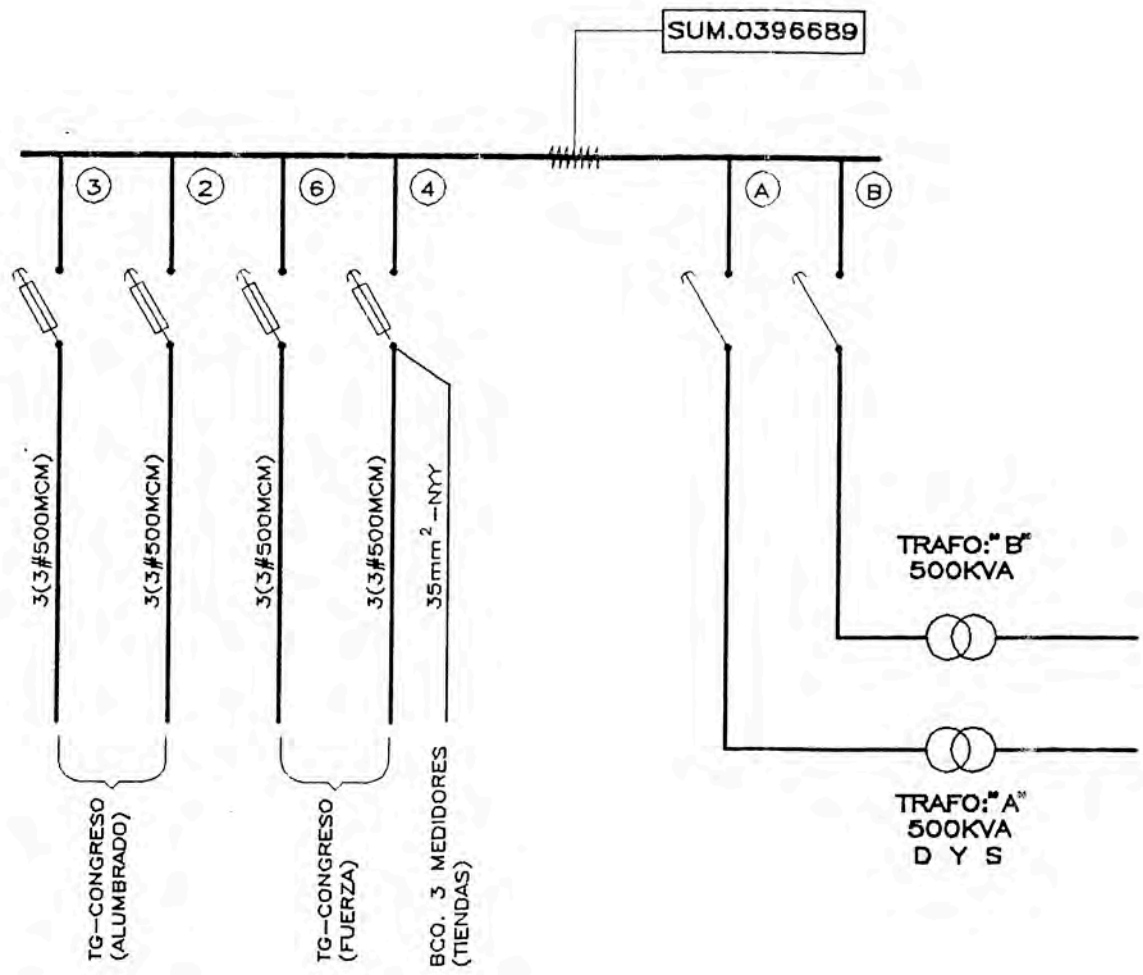 SUM.0396689
3
2
6
4
A
B
3(3#500MCM)
3(3#500MCM)
3(3#500MCM)
3(3#500MCM)
35mm²-NYY
TRAFO:"B"
500KVA
TRAFO:"A"
500KVA
D Y S
TG-CONGRESO
(ALUMBRADO)
TG-CONGRESO
(FUERZA)
BCO. 3 MEDIDORES
(TIENDAS)